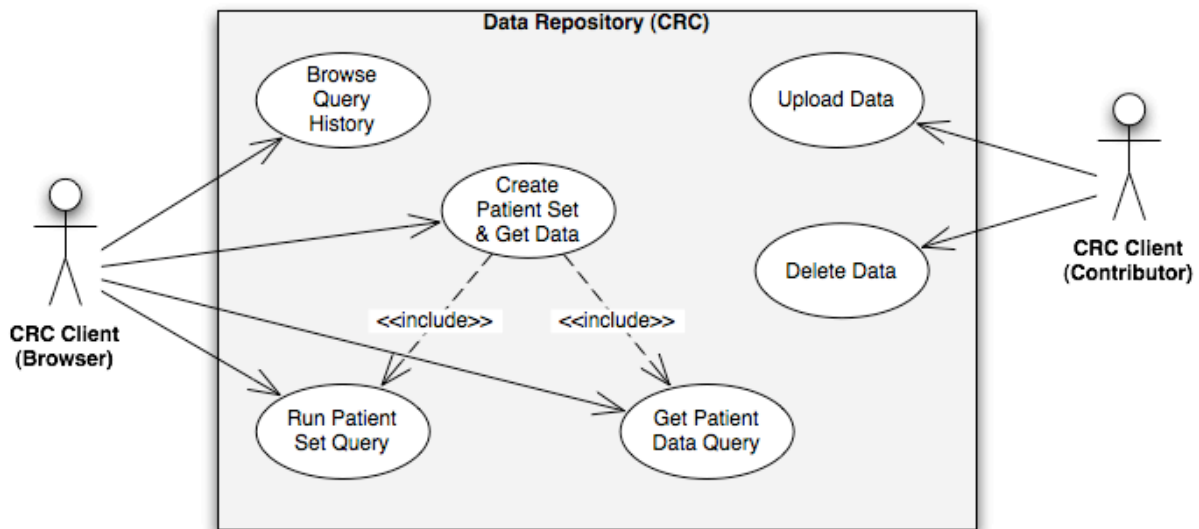 Data Repository (CRC)
Browse
Query
History
Upload Data
Create
Patient Set
& Get Data
Delete Data
CRC Client
(Contributor)
<<include>>
<<include>>
CRC Client
(Browser)
Run Patient
Set Query
Get Patient
Data Query